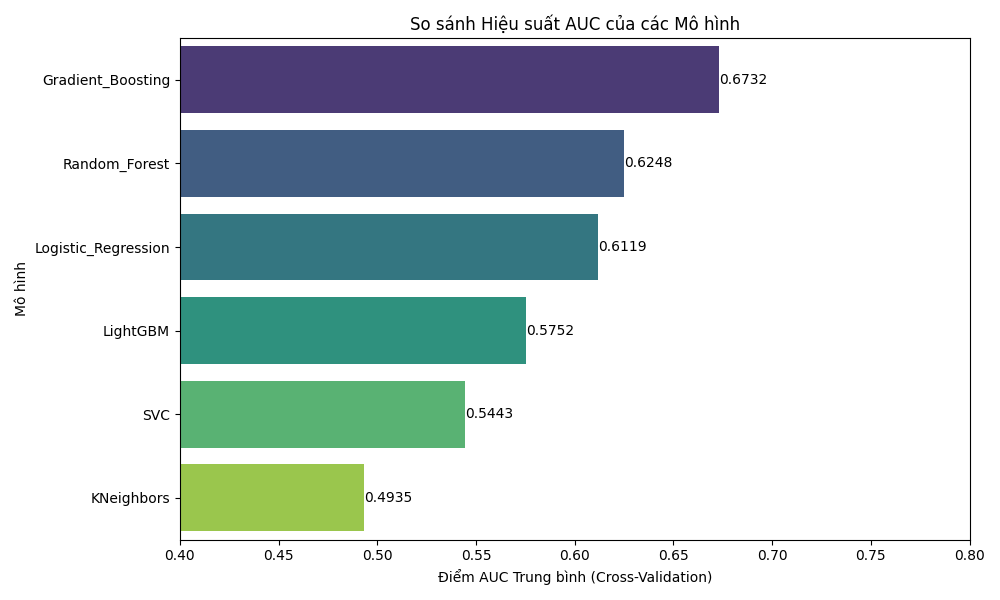 So sánh Hiệu suất AUC của các Mô hình
Mô hình
Gradient_Boosting
0.6732
Random_Forest
0.6248
Logistic_Regression
0.6119
LightGBM
0.5752
SVC
0.5443
KNeighbors
0.4935
0.40 0.45 0.50 0.55 0.60 0.65 0.70 0.75 0.80
Điểm AUC Trung bình (Cross-Validation)